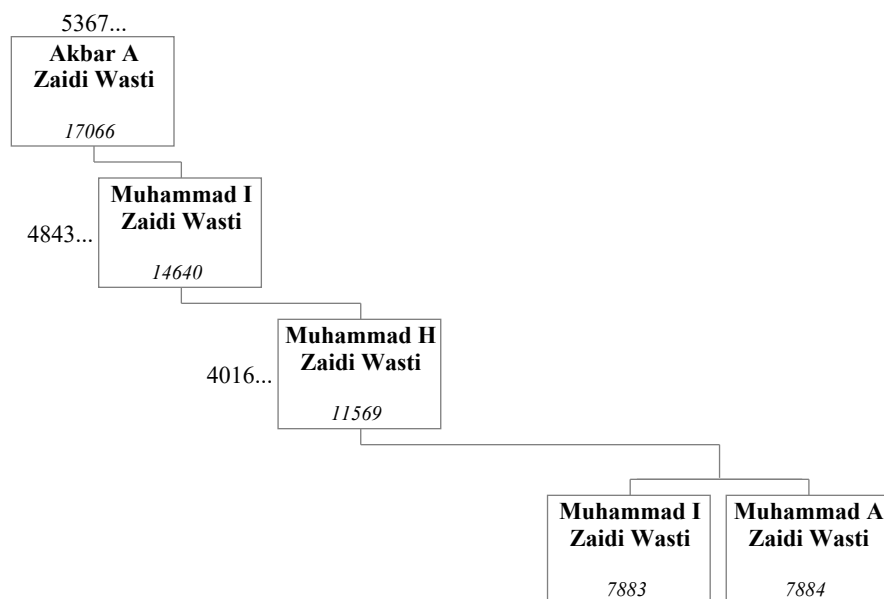 5367...
Akbar A
Zaidi Wasti
17066
Muhammad I
Zaidi Wasti
4843...
14640
Muhammad H
Zaidi Wasti
4016...
11569
Muhammad I
Zaidi Wasti
7883
Muhammad A
Zaidi Wasti
7884